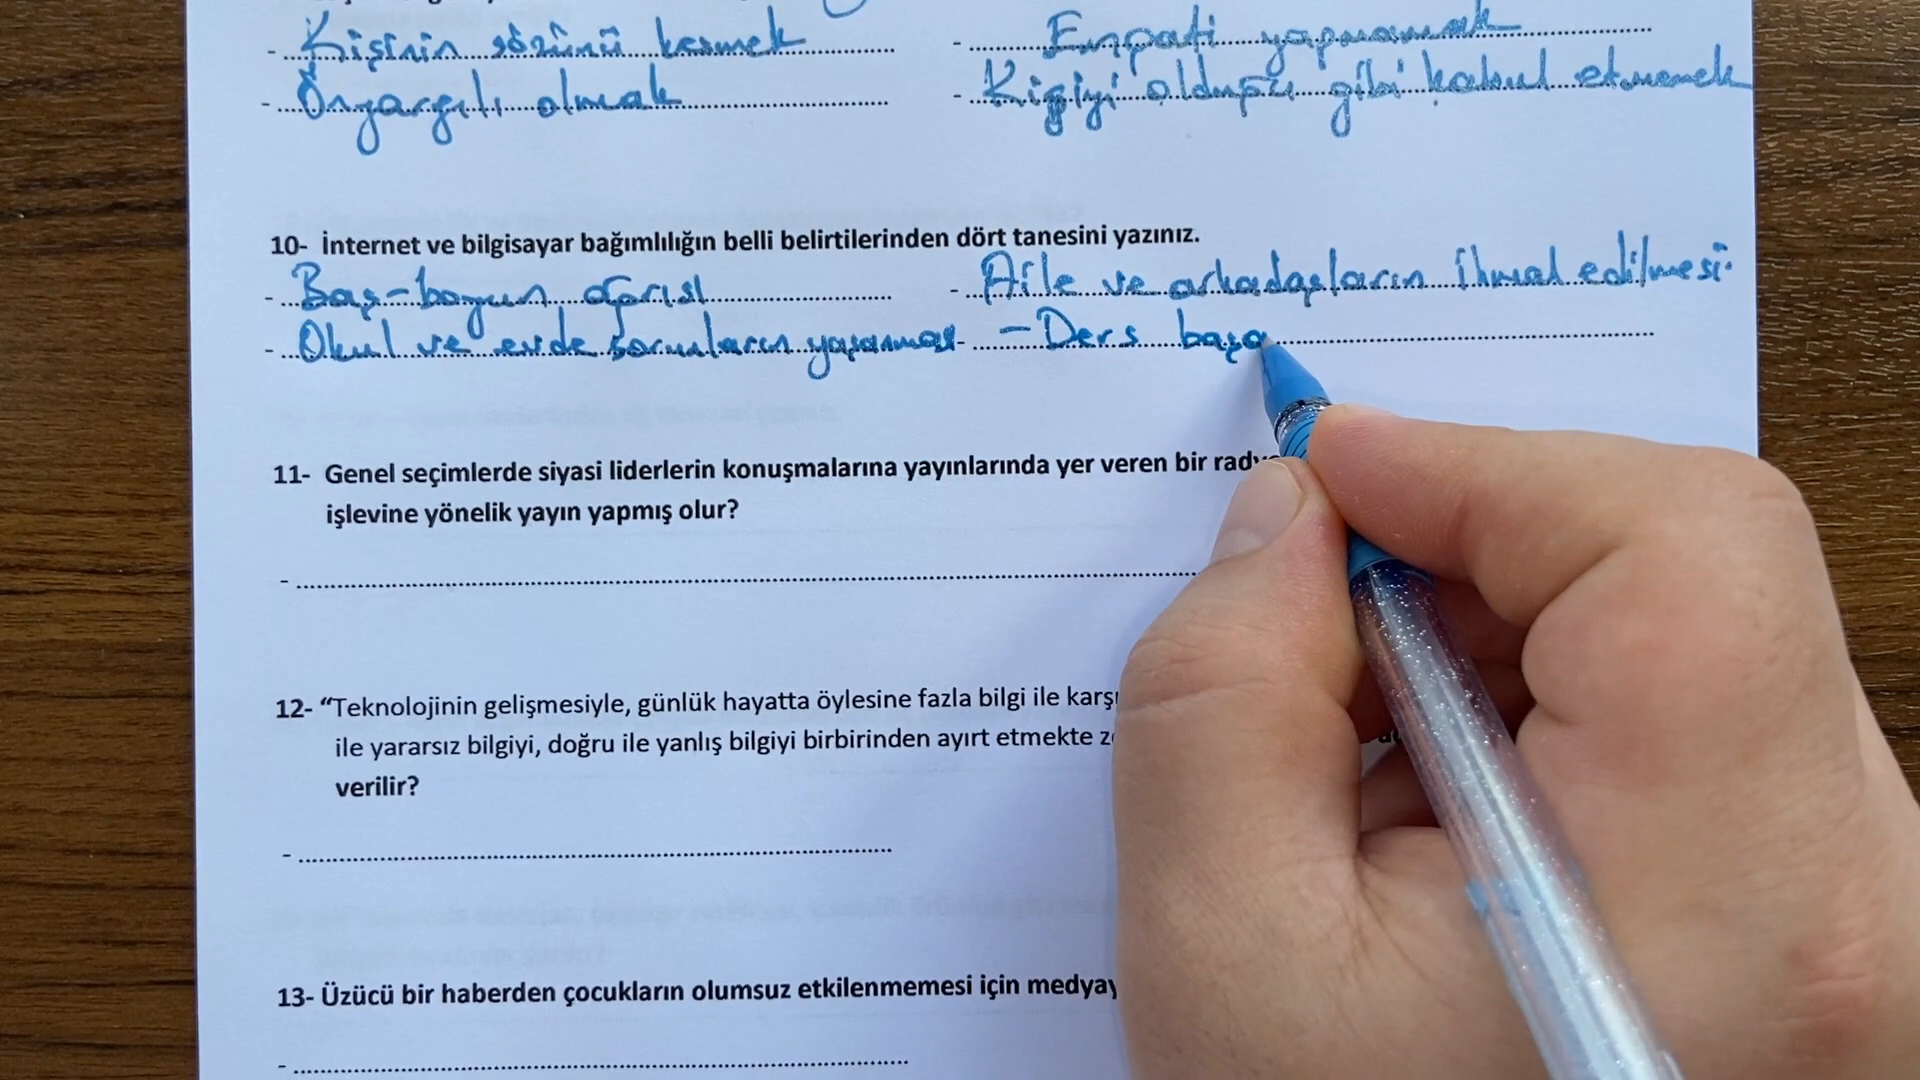 - Kişinin sözünü kesmek - Empati yapmamak
- Önyargılı olmak - Kişiyi olduğu gibi kabul etmemek
10- İnternet ve bilgisayar bağımlılığın belli belirtilerinden dört tanesini yazınız.
- Baş-boyun ağrısı - Aile ve arkadaşların ihmal edilmesi.
- Okul ve evde sorunların yaşanması - - Ders başa
11- Genel seçimlerde siyasi liderlerin konuşmalarına yayınlarında yer veren bir
işlevine yönelik yayın yapmış olur?
-
12- “Teknolojinin gelişmesiyle, günlük hayatta öylesine fazla bilgi ile
ile yararsız bilgiyi, doğru ile yanlış bilgiyi birbirinden ayırt etmekte
verilir?
-
13- Üzücü bir haberden çocukların olumsuz etkilenmemesi için
-